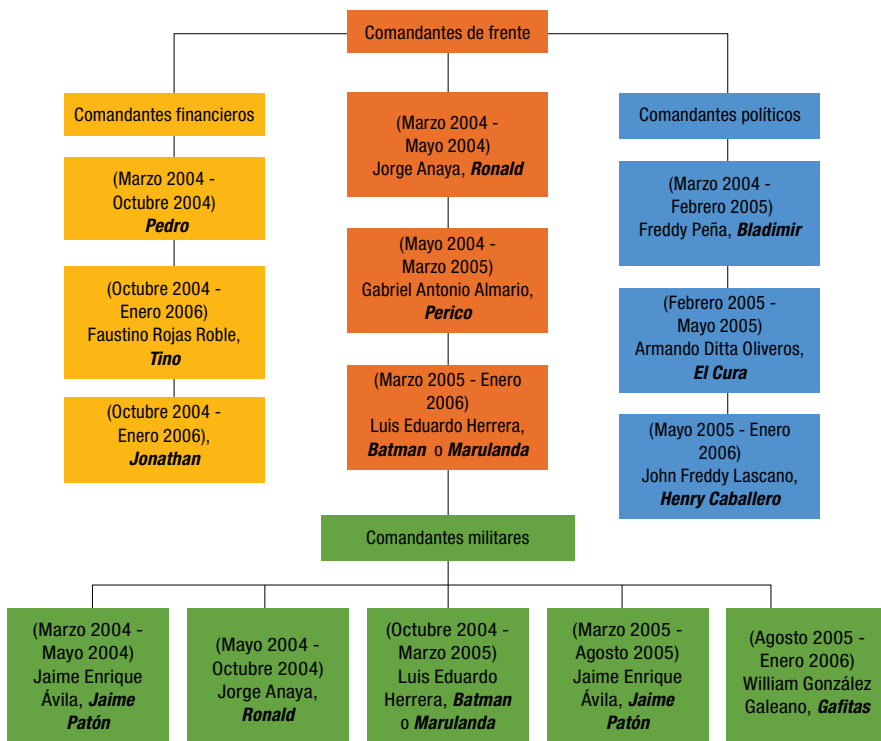 Comandantes de frente
Comandantes financieros
(Marzo 2004 -
Octubre 2004)
Pedro
(Octubre 2004 -
Enero 2006)
Faustino Rojas Roble,
Tino
(Octubre 2004 -
Enero 2006),
Jonathan
(Marzo 2004 -
Mayo 2004)
Jorge Anaya, Ronald
(Mayo 2004 -
Marzo 2005)
Gabriel Antonio Almario,
Perico
(Marzo 2005 - Enero
2006)
Luis Eduardo Herrera,
Batman o Marulanda
Comandantes políticos
(Marzo 2004 -
Febrero 2005)
Freddy Peña, Bladimir
(Febrero 2005 -
Mayo 2005)
Armando Ditta Oliveros,
El Cura
(Mayo 2005 - Enero
2006)
John Freddy Lascano,
Henry Caballero
Comandantes militares
(Marzo 2004 -
Mayo 2004)
Jaime Enrique
Ávila, Jaime
Patón
(Mayo 2004 -
Octubre 2004)
Jorge Anaya,
Ronald
(Octubre 2004 -
Marzo 2005)
Luis Eduardo
Herrera, Batman
o Marulanda
(Marzo 2005 -
Agosto 2005)
Jaime Enrique
Ávila, Jaime
Patón
(Agosto 2005 -
Enero 2006)
William González
Galeano, Gafitas